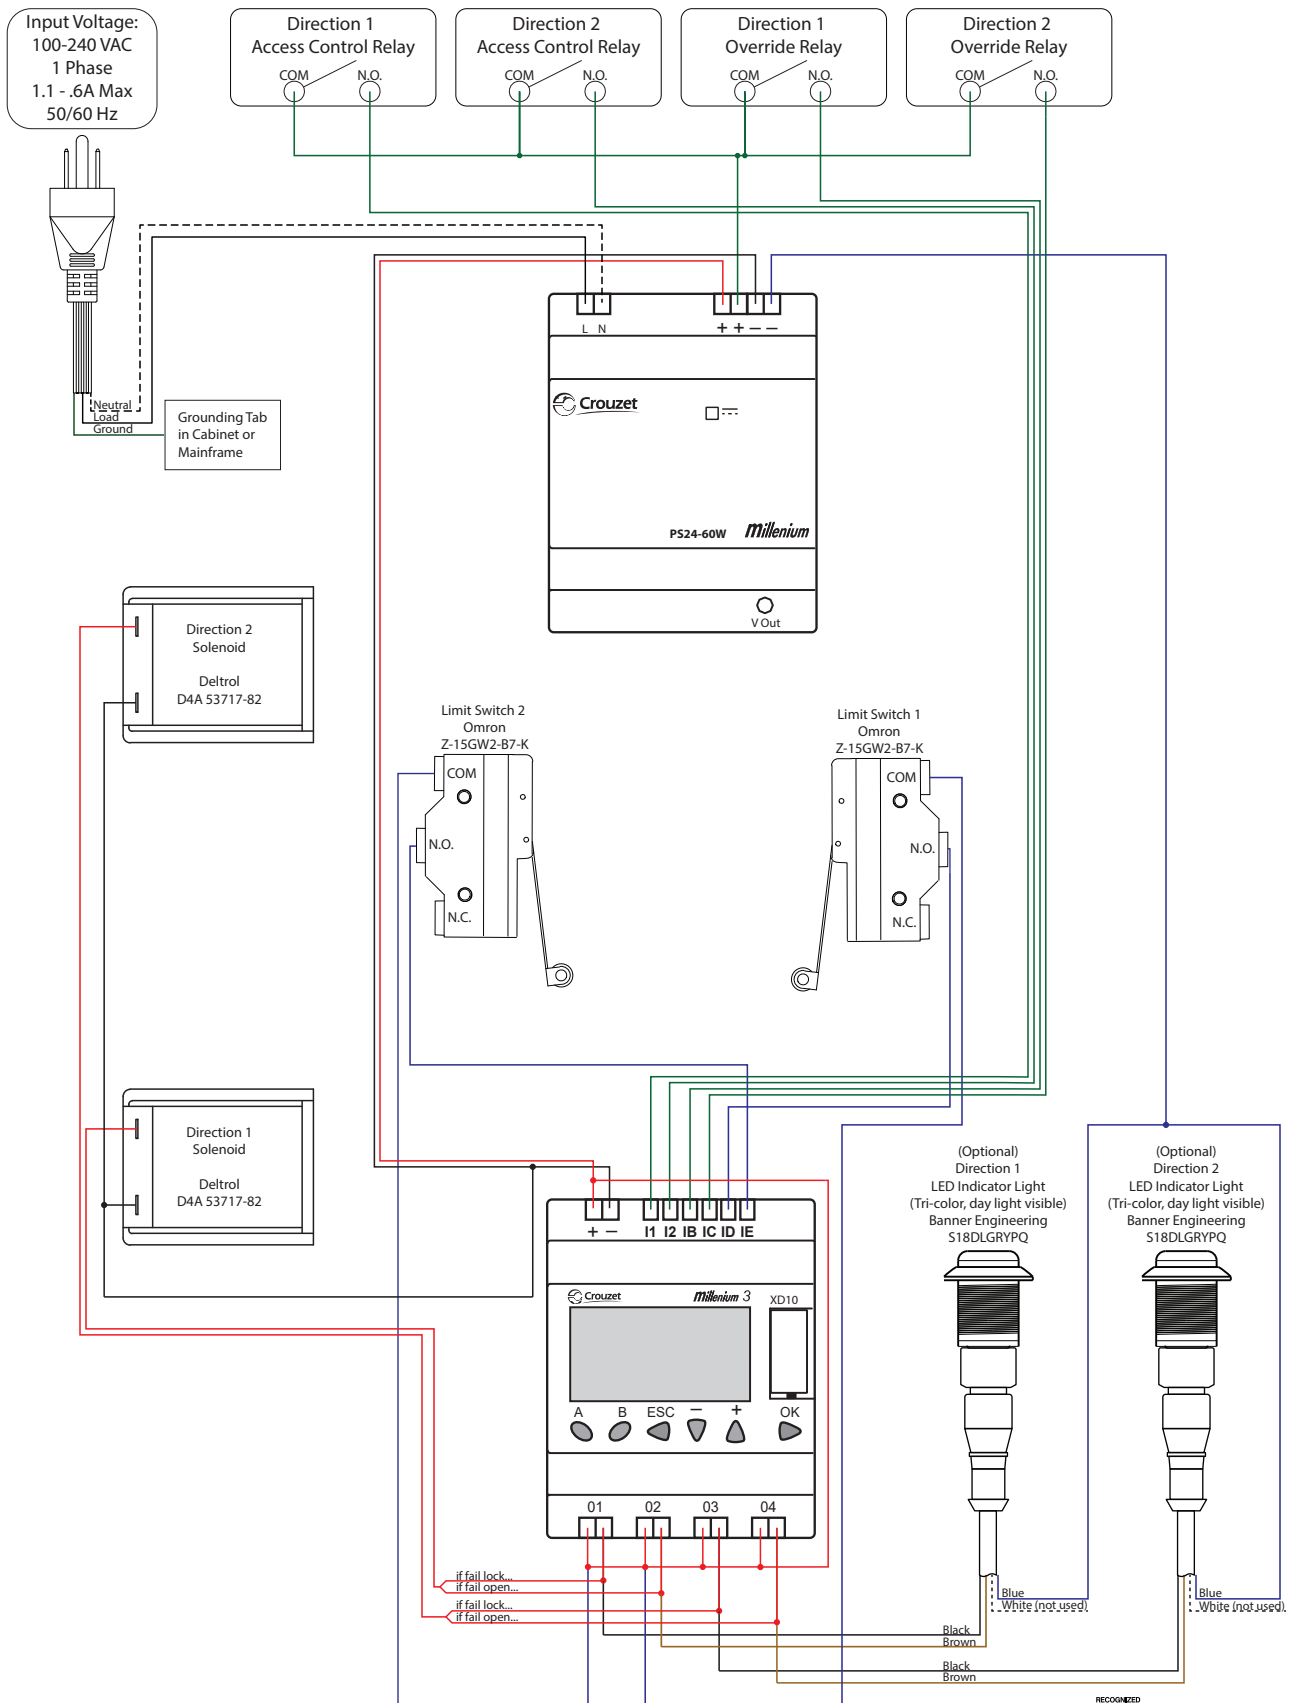 Input Voltage:
100-240 VAC
1 Phase
1.1 - .6A Max
50/60 Hz
Direction 1
Access Control Relay
COM N.O.
Direction 2
Access Control Relay
COM N.O.
Direction 1
Override Relay
COM N.O.
Direction 2
Override Relay
COM N.O.
Neutral
Load
Ground
Grounding Tab
in Cabinet or
Mainframe
L N
+ + — —
Crouzet
PS24-60W Millenium
V Out
Direction 2
Solenoid
Deltrol
D4A 53717-82
Limit Switch 2
Omron
Z-15GW2-B7-K
COM
N.O.
N.C.
Limit Switch 1
Omron
Z-15GW2-B7-K
COM
N.O.
N.C.
Direction 1
Solenoid
Deltrol
D4A 53717-82
+ —
I1 I2 IB IC ID IE
Crouzet Millenium 3 XD10
A B ESC — + OK
01 02 03 04
(Optional)
Direction 1
LED Indicator Light
(Tri-color, day light visible)
Banner Engineering
S18DLGRYPQ
(Optional)
Direction 2
LED Indicator Light
(Tri-color, day light visible)
Banner Engineering
S18DLGRYPQ
if fail lock...
if fail open...
if fail lock...
if fail open...
Blue
White (not used)
Blue
White (not used)
Black
Brown
Black
Brown
RECOGNIZED